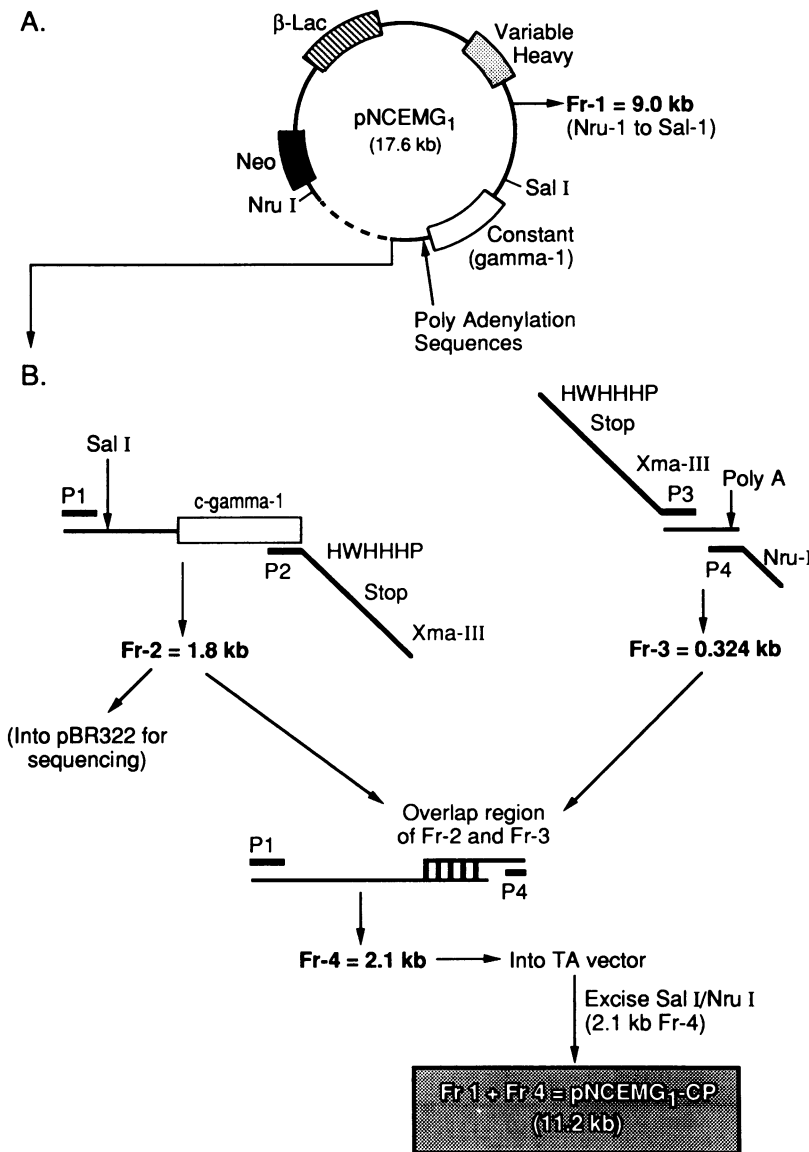 A.
β-Lac
Variable
Heavy
pNCEMG1
(17.6 kb)
Fr-1 = 9.0 kb
(Nru-1 to Sal-1)
Neo
Nru I
Sal I
Constant
(gamma-1)
Poly Adenylation
Sequences
B.
Sal I
P1
c-gamma-1
P2
HWHHHP
Stop
Xma-III
Fr-2 = 1.8 kb
(Into pBR322 for
sequencing)
HWHHHP
Stop
Xma-III
P3
Poly A
P4
Nru-I
Fr-3 = 0.324 kb
Overlap region
of Fr-2 and Fr-3
P1
P4
Fr-4 = 2.1 kb
Into TA vector
Excise Sal I/Nru I
(2.1 kb Fr-4)
Fr 1 + Fr 4 = pNCEMG1-CP
(11.2 kb)